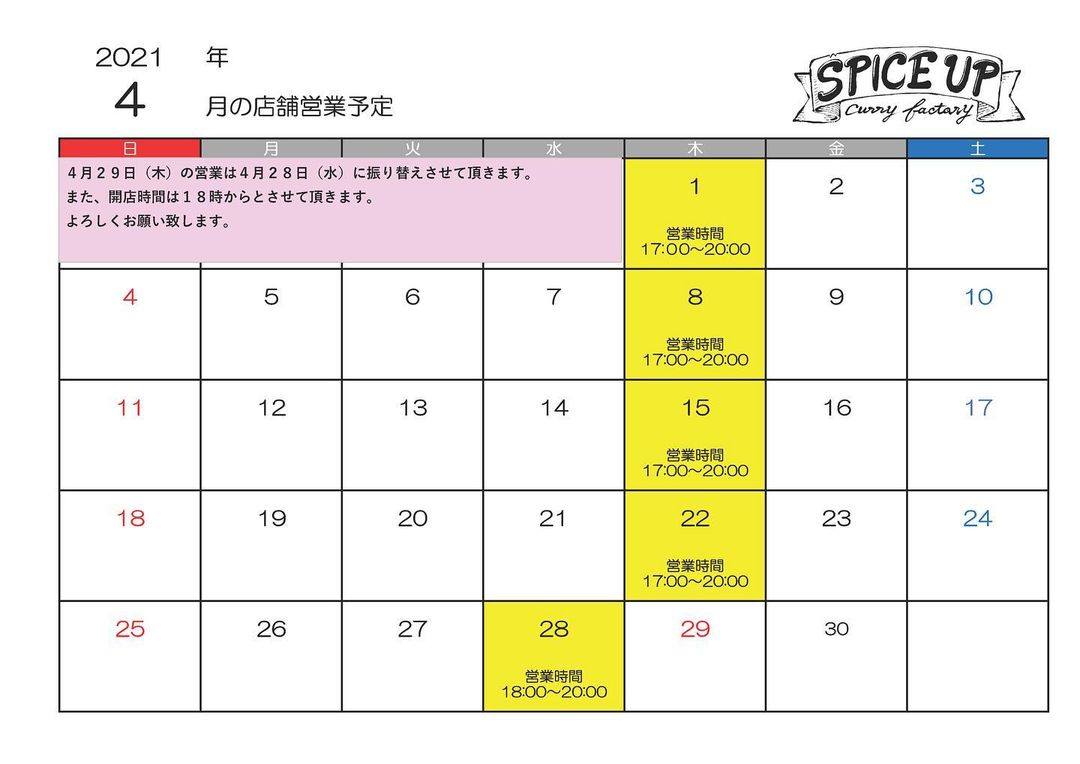 2021 年
4 月の店舗営業予定
SPICE UP
Curry factory
日 月 火 水 木 金 土
４月２９日（木）の営業は４月２８日（水）に振り替えさせて頂きます。
また、開店時間は１８時からとさせて頂きます。
よろしくお願い致します。
1 2 3
営業時間
17:00～20:00
4 5 6 7 8 9 10
営業時間
17:00～20:00
11 12 13 14 15 16 17
営業時間
17:00～20:00
18 19 20 21 22 23 24
営業時間
17:00～20:00
25 26 27 28 29 30
営業時間
18:00～20:00